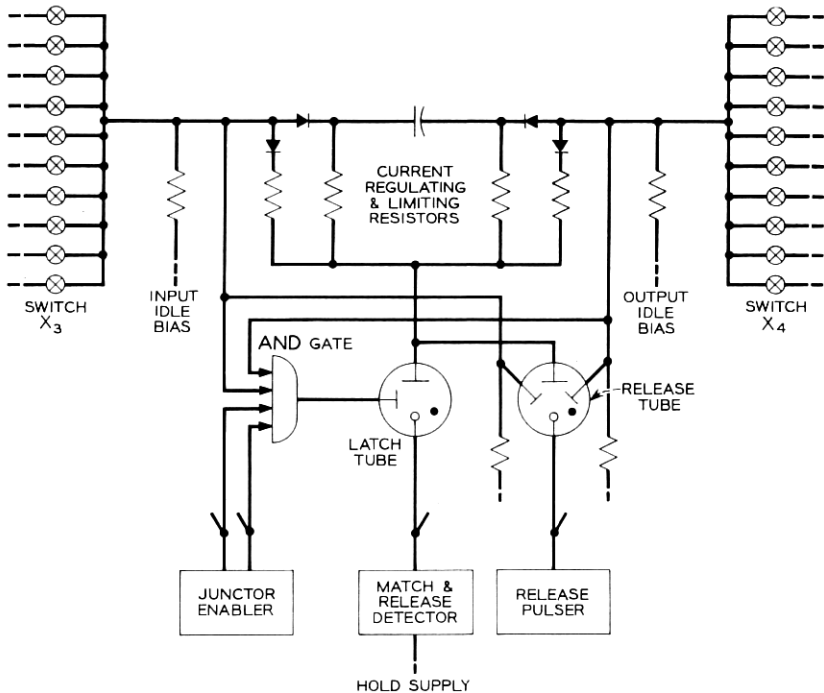 CURRENT
REGULATING
& LIMITING
RESISTORS
SWITCH
X3
INPUT
IDLE
BIAS
OUTPUT
IDLE
BIAS
SWITCH
X4
AND GATE
LATCH
TUBE
RELEASE
TUBE
JUNCTOR
ENABLER
MATCH &
RELEASE
DETECTOR
RELEASE
PULSER
HOLD SUPPLY